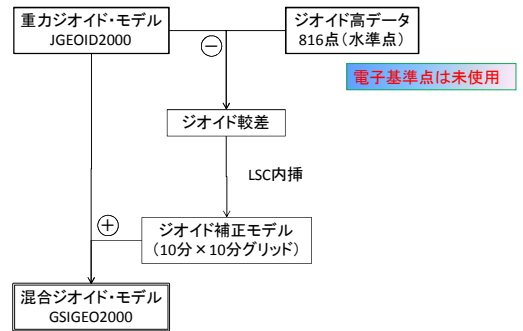 重力ジオイド・モデル
JGEOID2000
ジオイド高データ
816点（水準点）
－
電子基準点は未使用
ジオイド較差
LSC内挿
＋
ジオイド補正モデル
（10分×10分グリッド）
混合ジオイド・モデル
GSIGEO2000